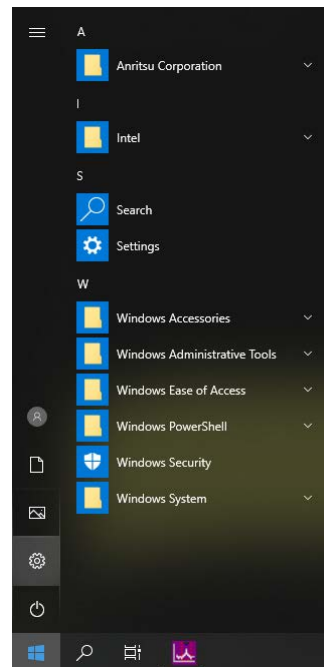 A
Anritsu Corporation
I
Intel
S
Search
Settings
W
Windows Accessories
Windows Administrative Tools
Windows Ease of Access
Windows PowerShell
Windows Security
Windows System